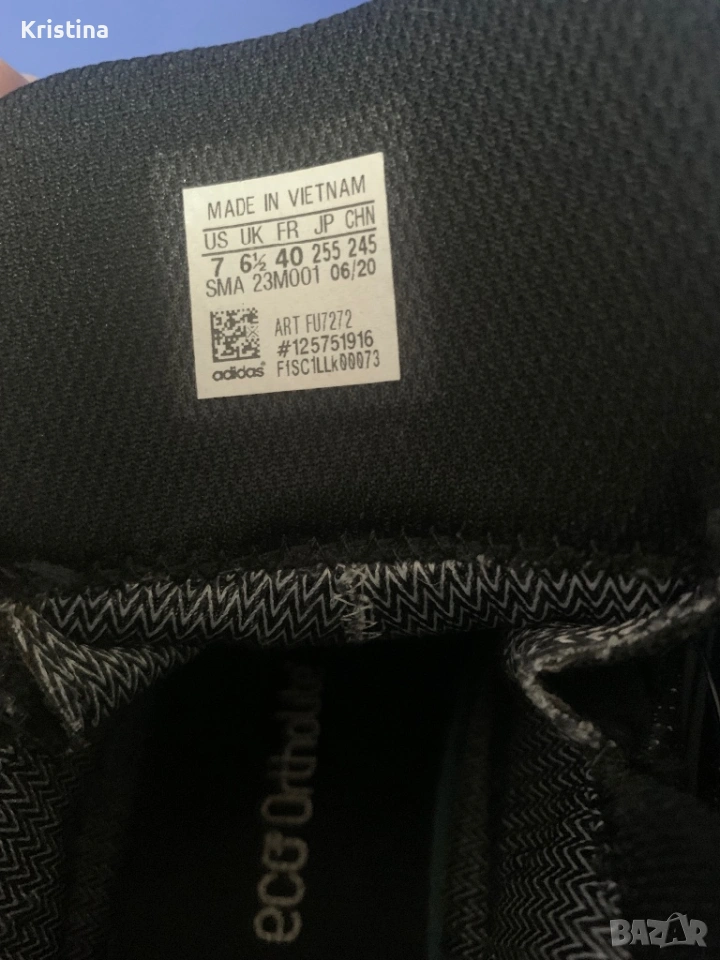 Kristina
MADE IN VIETNAM
US UK FR JP CHN
7 6½ 40 255 245
SMA 23M001 06/20
ART FU7272
#125751916
adidas F1SC1LLk00073
eco OrthoLite
BAZAR